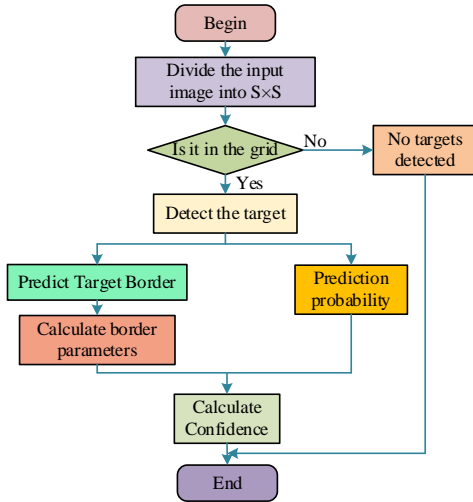 Begin
Divide the input
image into S×S
Is it in the grid
No
No targets
detected
Yes
Detect the target
Predict Target Border
Prediction
probability
Calculate border
parameters
Calculate
Confidence
End